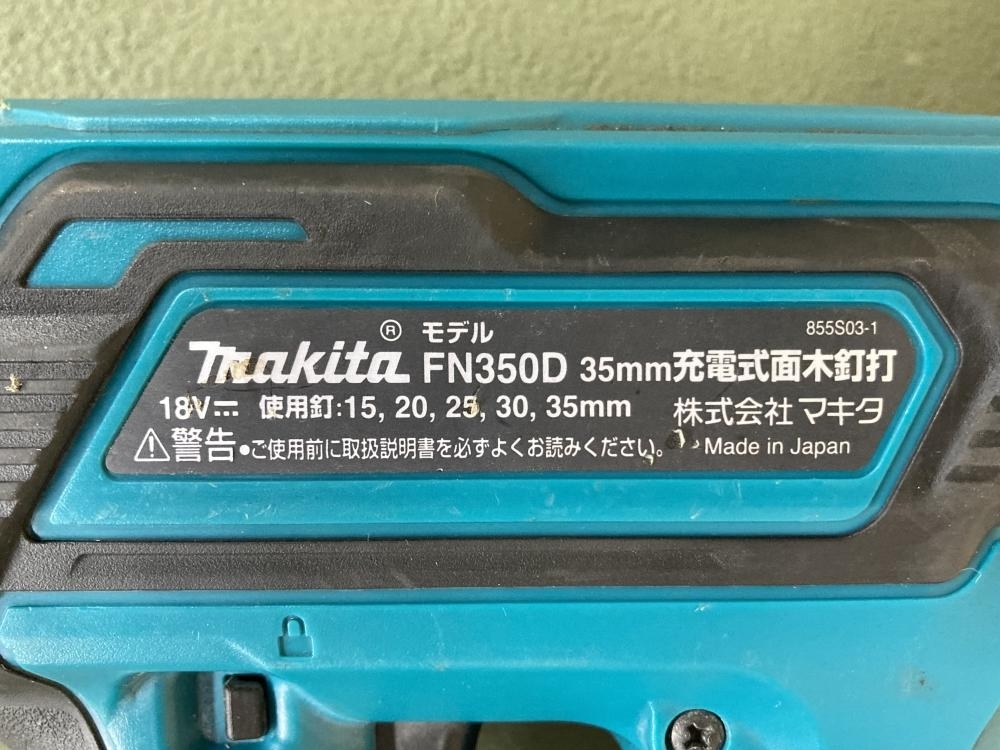 モデル 855S03-1
makita® FN350D 35mm充電式面木釘打
18V⎓ 使用釘:15, 20, 25, 30, 35mm 株式会社 マキタ
⚠警告 •ご使用前に取扱説明書を必ずよくお読みください。 Made in Japan